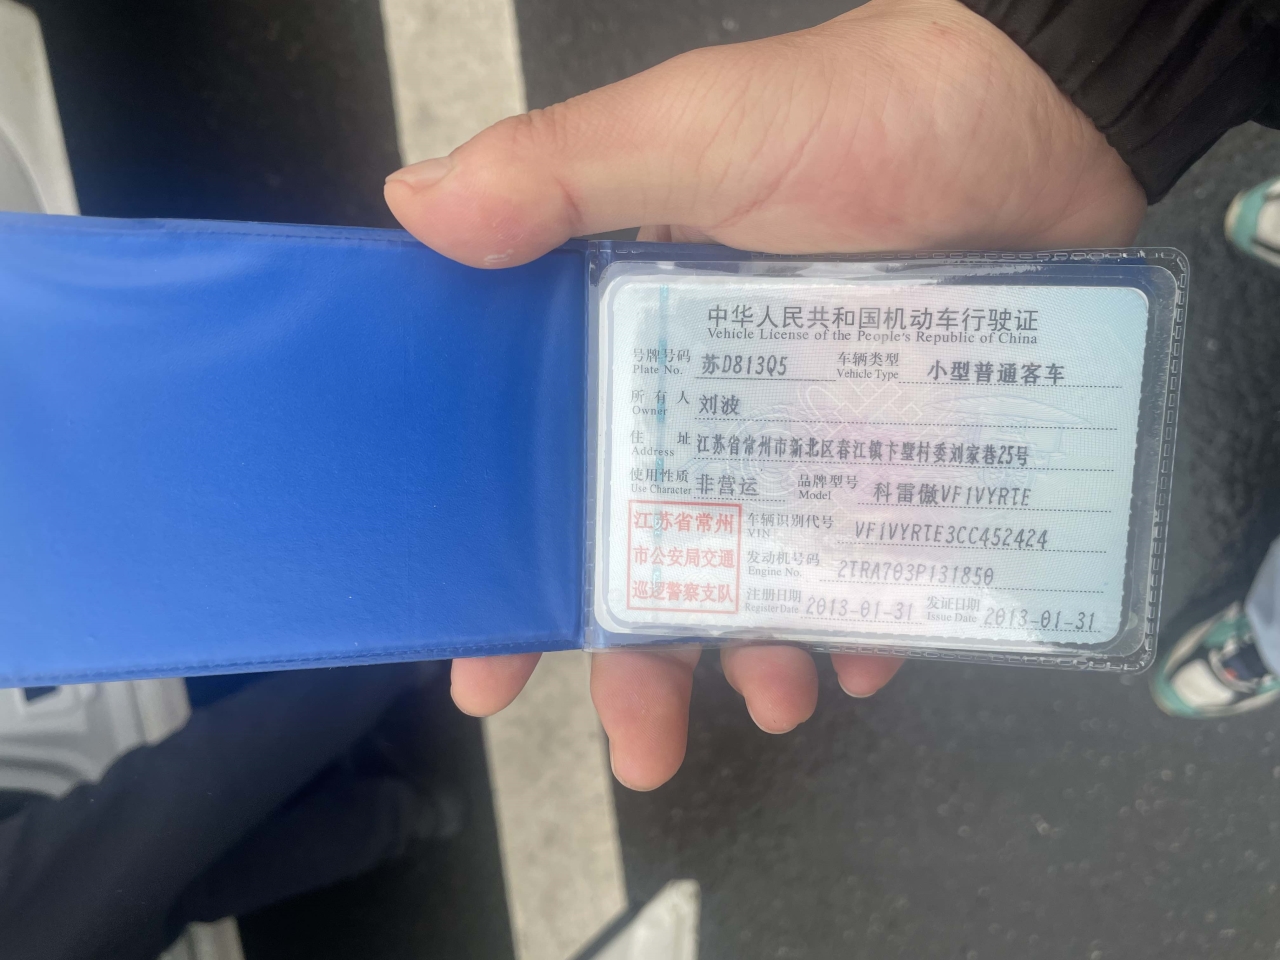 中华人民共和国机动车行驶证
Vehicle License of the People's Republic of China
号牌号码 苏D813Q5 车辆类型 小型普通客车
Plate No. Vehicle Type
所有人 刘波
Owner
住址 江苏省常州市新北区春江镇卞墅村委刘家巷25号
Address
使用性质 非营运 品牌型号 科雷傲VF1VYRTE
Use Character Model
江苏省常州
市公安局交通
巡逻警察支队
车辆识别代号 VF1VYRTE3CC452424
VIN
发动机号码 2TRA703P131850
Engine No.
注册日期 2013-01-31 发证日期 2013-01-31
Register Date Issue Date